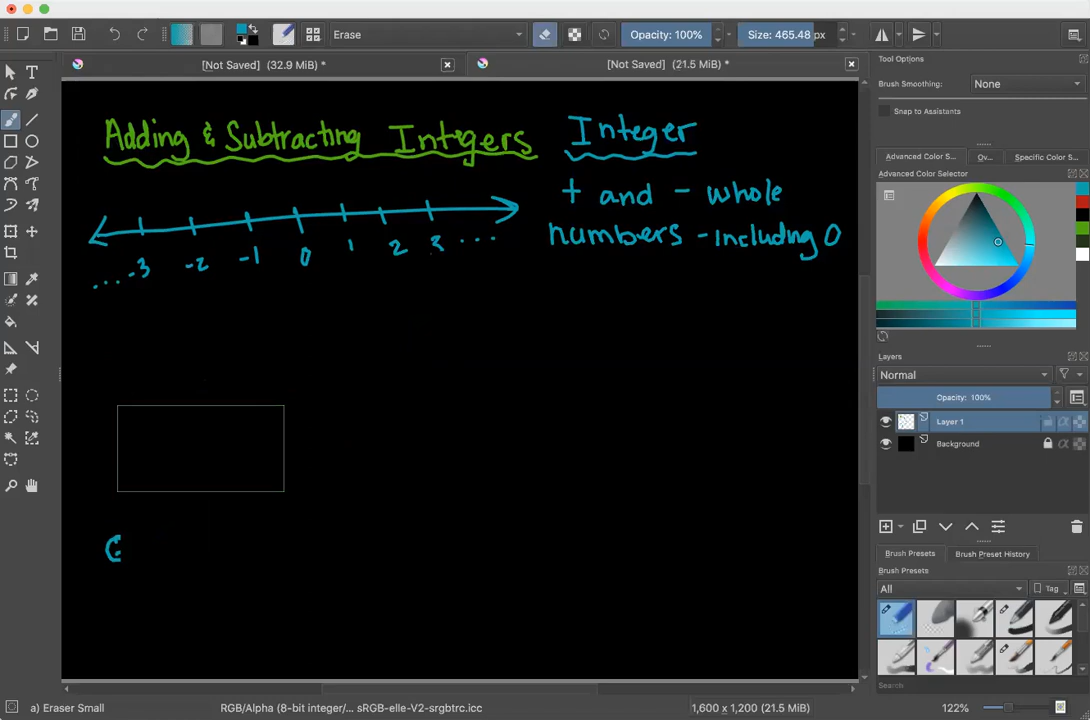 Erase
Opacity: 100%
Size: 465.48 px
[Not Saved] (32.9 MiB) *
[Not Saved] (21.5 MiB) *
Adding & Subtracting Integers
Integer
+ and - whole
numbers - including 0
...-3 -2 -1 0 1 2 3 ...
Tool Options
Brush Smoothing: None
Snap to Assistants
Advanced Color S...
Ov...
Specific Color S...
Advanced Color Selector
Layers
Normal
Opacity: 100%
Layer 1
Background
Brush Presets
Brush Preset History
Brush Presets
All
Tag
Search
a) Eraser Small
RGB/Alpha (8-bit integer/... sRGB-elle-V2-srgbtrc.icc
1,600 x 1,200 (21.5 MiB)
122%